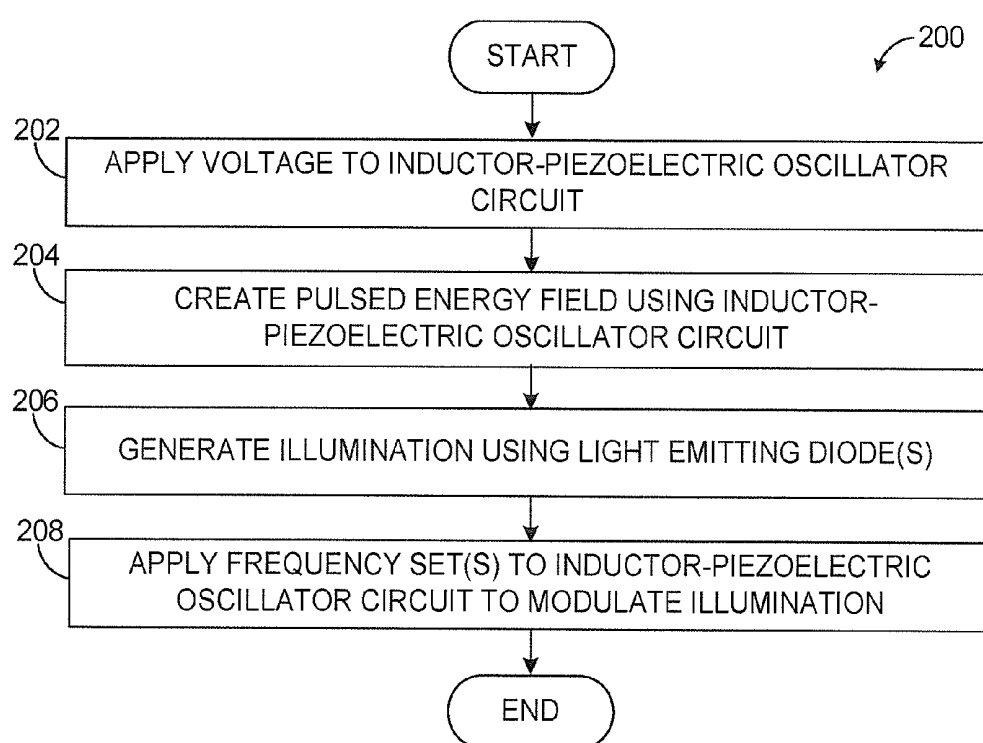 START
200
202
APPLY VOLTAGE TO INDUCTOR-PIEZOELECTRIC OSCILLATOR
CIRCUIT
204
CREATE PULSED ENERGY FIELD USING INDUCTOR-
PIEZOELECTRIC OSCILLATOR CIRCUIT
206
GENERATE ILLUMINATION USING LIGHT EMITTING DIODE(S)
208
APPLY FREQUENCY SET(S) TO INDUCTOR-PIEZOELECTRIC
OSCILLATOR CIRCUIT TO MODULATE ILLUMINATION
END